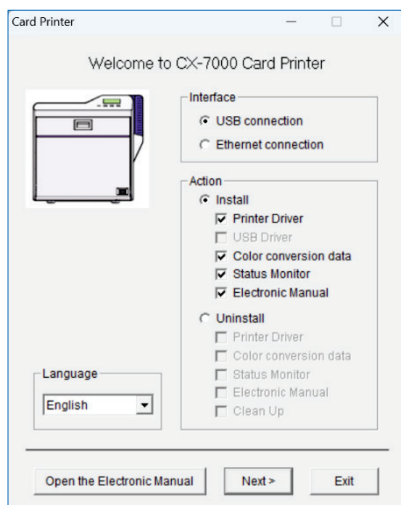 Card Printer
Welcome to CX-7000 Card Printer
Interface
USB connection
Ethernet connection
Action
Install
Printer Driver
USB Driver
Color conversion data
Status Monitor
Electronic Manual
Uninstall
Printer Driver
Color conversion data
Status Monitor
Electronic Manual
Clean Up
Language
English
Open the Electronic Manual
Next >
Exit